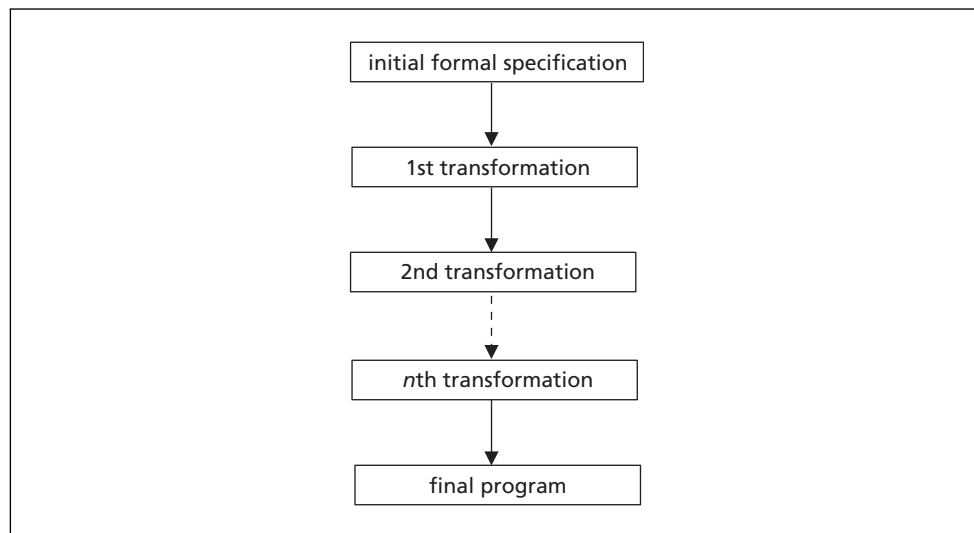 initial formal specification
1st transformation
2nd transformation
nth transformation
final program